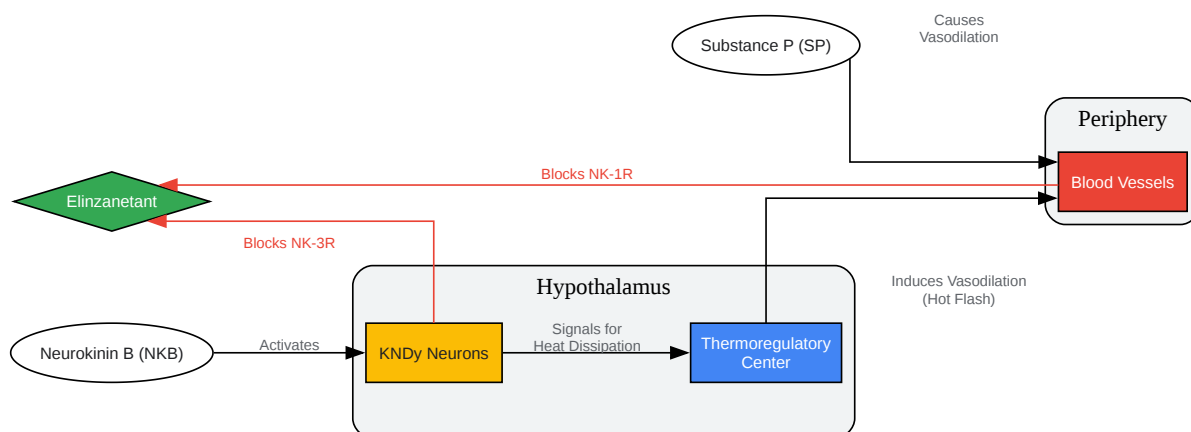 Causes
Vasodilation
Substance P (SP)
Periphery
Blocks NK-1R
Blood Vessels
Elinzanetant
Blocks NK-3R
Hypothalamus
Induces Vasodilation
(Hot Flash)
Neurokinin B (NKB)
Activates
KNDy Neurons
Signals for
Heat Dissipation
Thermoregulatory
Center